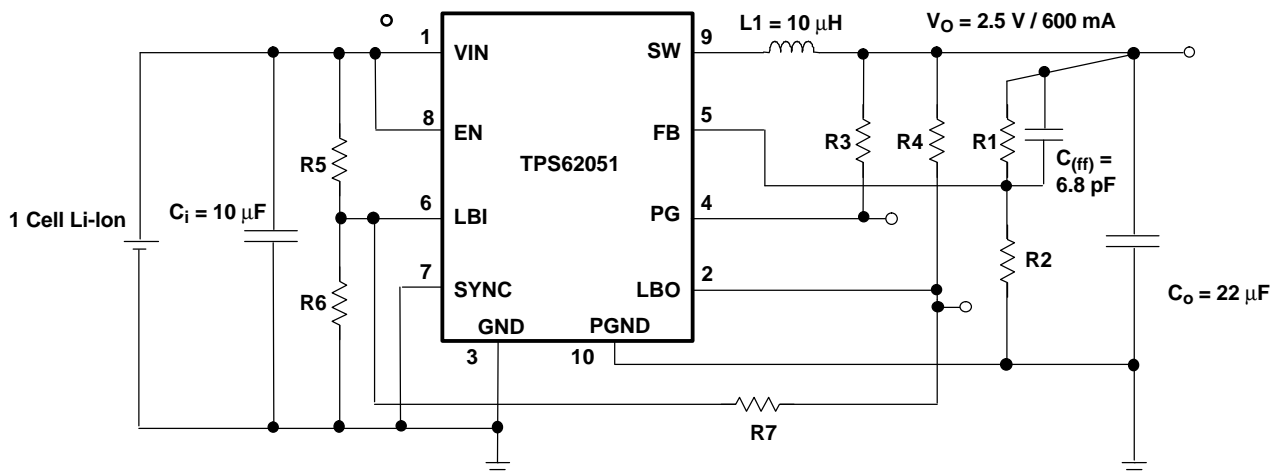 L1 = 10 μH
VO = 2.5 V / 600 mA
1
VIN
SW
9
8
EN
FB
5
R5
TPS62051
R3
R4
R1
C(ff) =
6.8 pF
1 Cell Li-Ion
Ci = 10 μF
6
LBI
PG
4
R2
7
SYNC
LBO
2
R6
Co = 22 μF
GND
PGND
3
10
R7